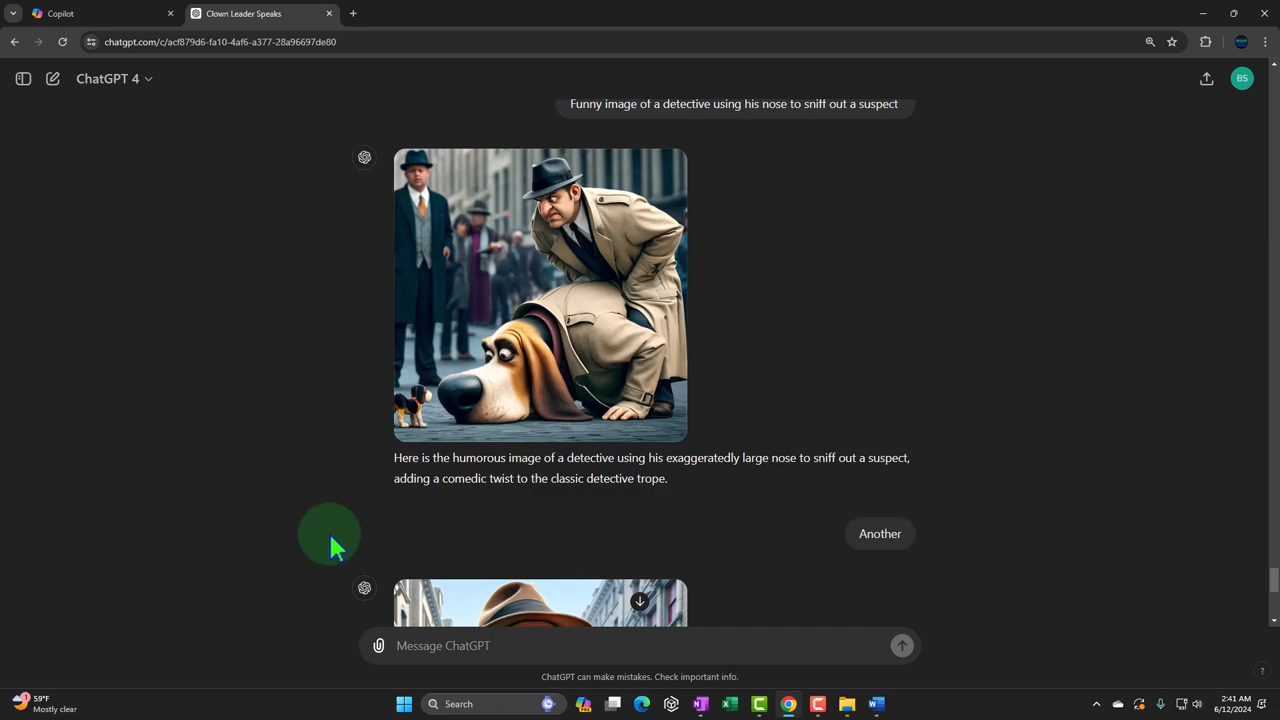 Copilot
Clown Leader Speaks
chatgpt.com/c/acf879d6-fa10-4af6-a377-28a96697de80
ChatGPT 4
BS
Funny image of a detective using his nose to sniff out a suspect
Here is the humorous image of a detective using his exaggeratedly large nose to sniff out a suspect,
adding a comedic twist to the classic detective trope.
Another
Message ChatGPT
ChatGPT can make mistakes. Check important info.
?
1
59°F
Mostly clear
Search
PRE
2:41 AM
6/12/2024